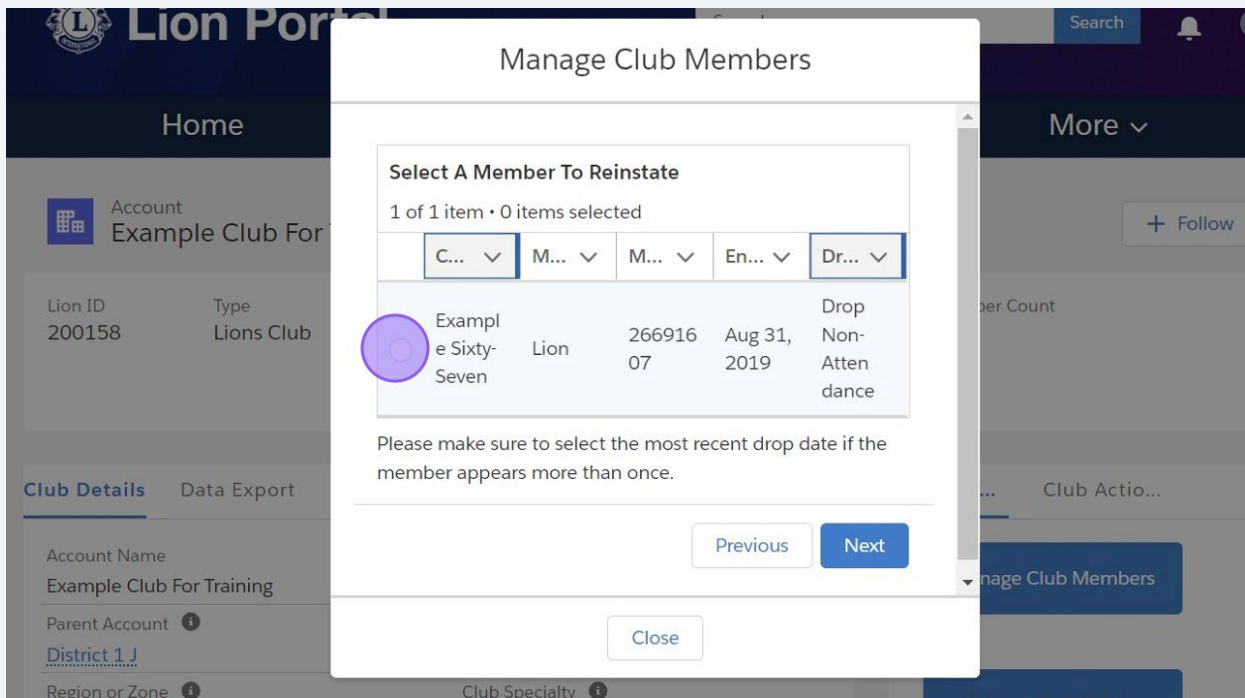 Lion Por
Search
Manage Club Members
Home
More
Select A Member To Reinstate
1 of 1 item • 0 items selected
C... M... M... En... Dr...
Exampl
e Sixty-
Seven
Lion
266916
07
Aug 31,
2019
Drop
Non-
Atten
dance
Please make sure to select the most recent drop date if the
member appears more than once.
Previous Next
Close
Account
Example Club For
+ Follow
Lion ID Type
200158 Lions Club
ber Count
Club Details Data Export
... Club Actio...
Account Name
Example Club For Training
nage Club Members
Parent Account
District 1 J
Region or Zone Club Specialty